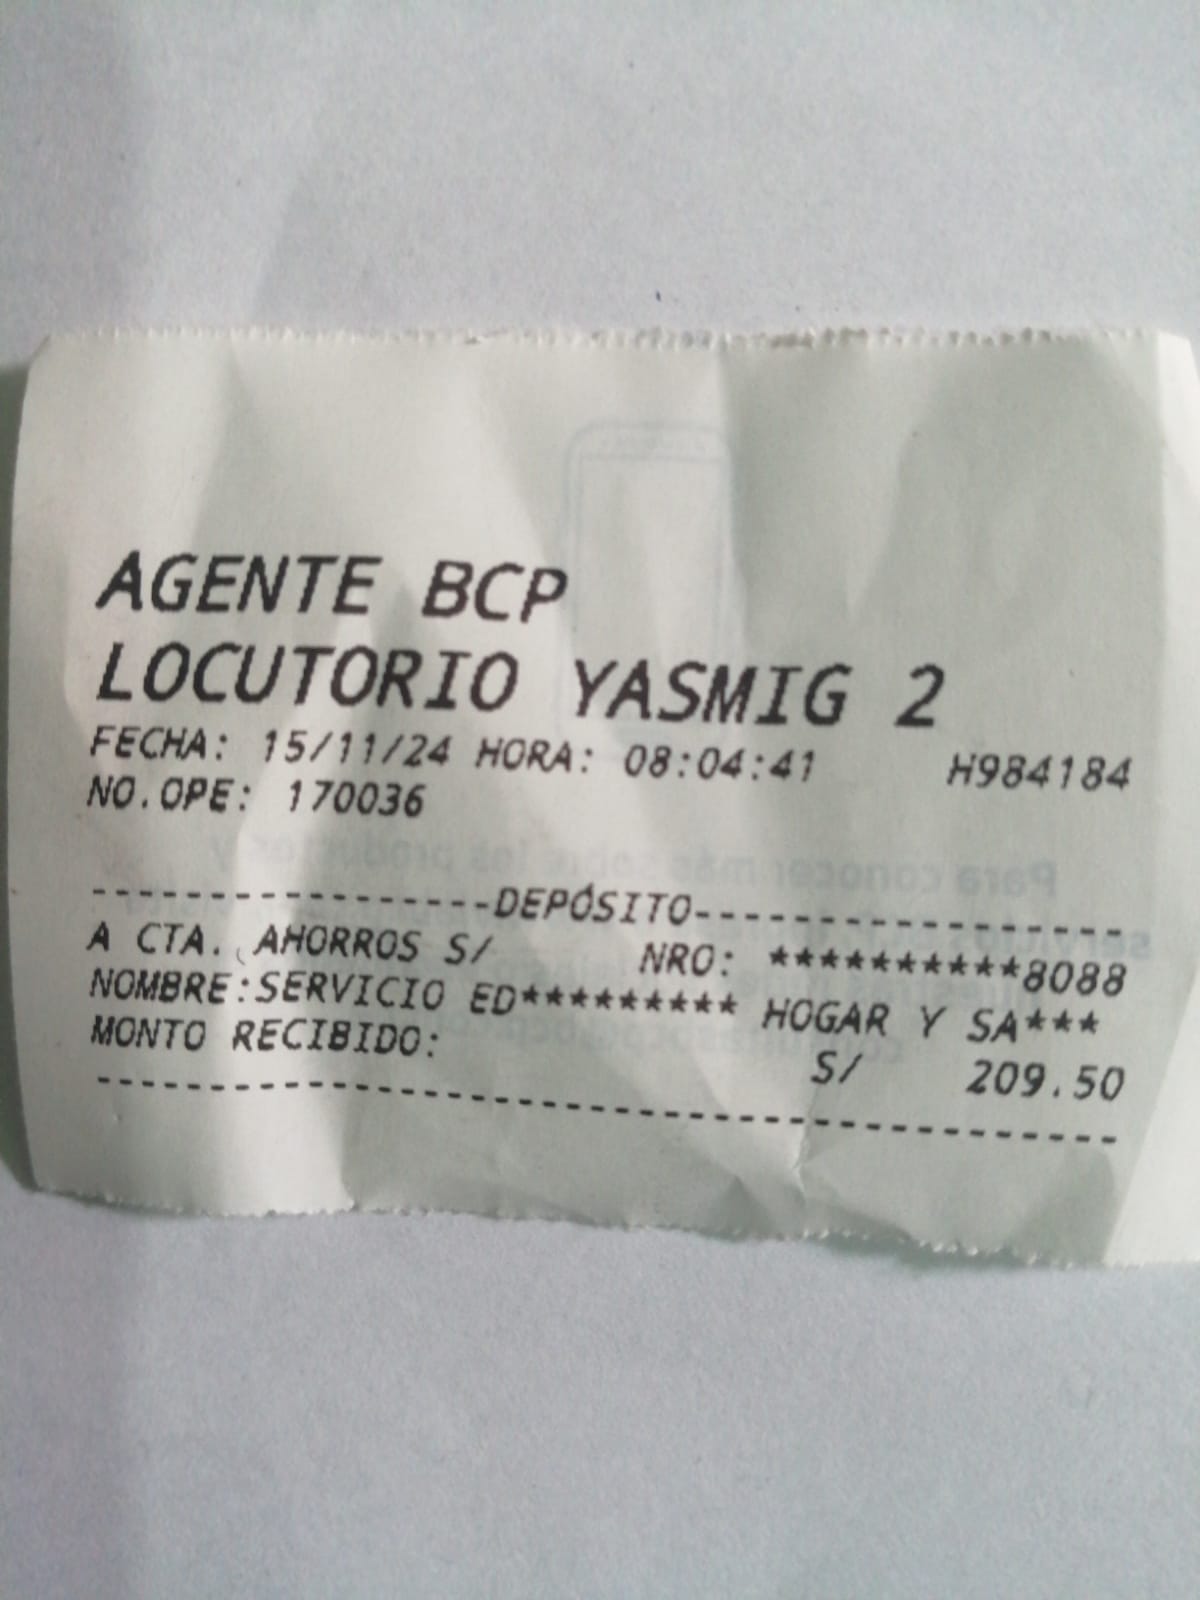 AGENTE BCP
LOCUTORIO YASMIG 2
FECHA: 15/11/24 HORA: 08:04:41 H984184
NO.OPE: 170036
-----------------DEPÓSITO-----------------
A CTA. AHORROS S/ NRO: **********8088
NOMBRE:SERVICIO ED********* HOGAR Y SA***
MONTO RECIBIDO: S/ 209.50
------------------------------------------